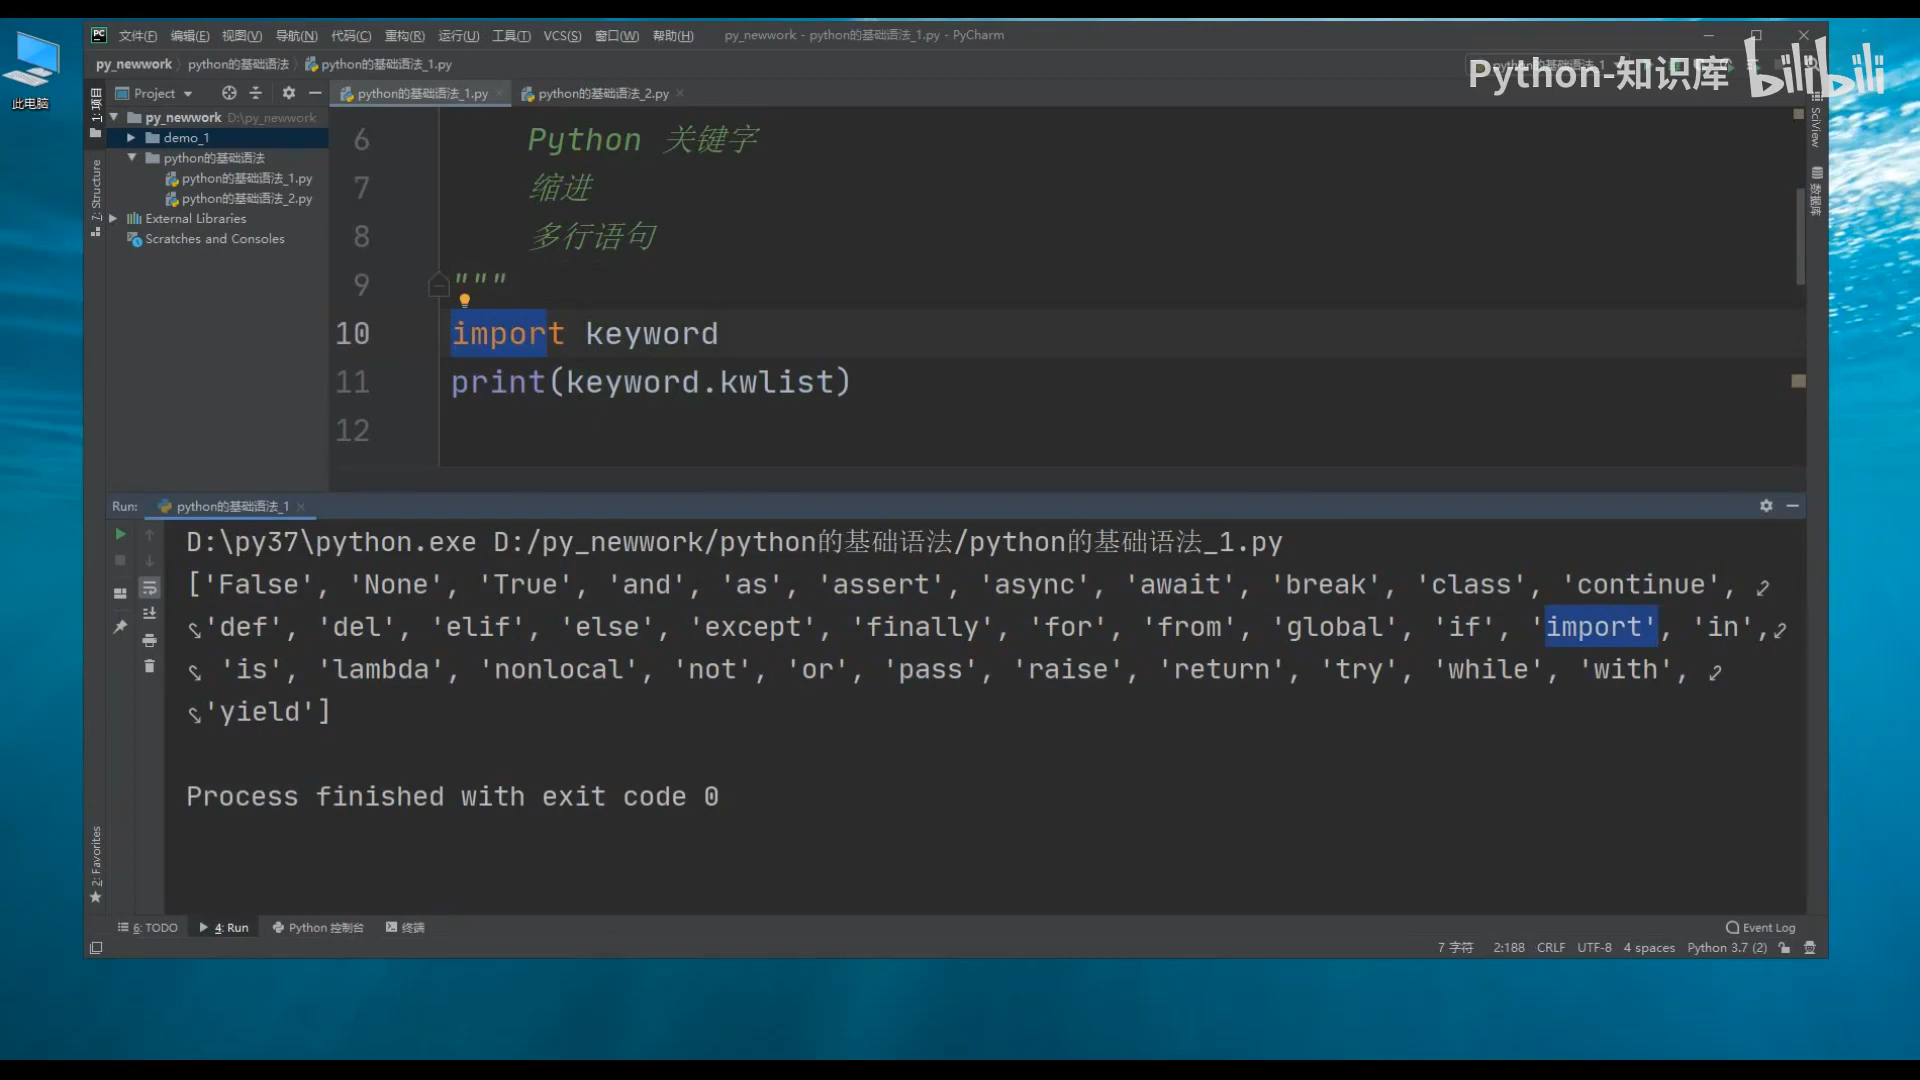 文件(F) 编辑(E) 视图(V) 导航(N) 代码(C) 重构(R) 运行(U) 工具(T) VCS(S) 窗口(W) 帮助(H) py_newwork - python的基础语法_1.py - PyCharm
py_newwork python的基础语法 python的基础语法_1.py
Python-知识库 bilibili
此电脑
1: 项目
Project
python的基础语法_1.py
python的基础语法_2.py
py_newwork D:\py_newwork
demo_1
python的基础语法
python的基础语法_1.py
python的基础语法_2.py
External Libraries
Scratches and Consoles
7: Structure
SciView
数据库
6 Python 关键字
7 缩进
8 多行语句
9 """
10 import keyword
11 print(keyword.kwlist)
12
Run: python的基础语法_1
D:\py37\python.exe D:/py_newwork/python的基础语法/python的基础语法_1.py
['False', 'None', 'True', 'and', 'as', 'assert', 'async', 'await', 'break', 'class', 'continue',
'def', 'del', 'elif', 'else', 'except', 'finally', 'for', 'from', 'global', 'if', 'import', 'in',
'is', 'lambda', 'nonlocal', 'not', 'or', 'pass', 'raise', 'return', 'try', 'while', 'with',
'yield']
Process finished with exit code 0
2: Favorites
6: TODO 4: Run Python 控制台 终端 Event Log
7 字符 2:188 CRLF UTF-8 4 spaces Python 3.7 (2)